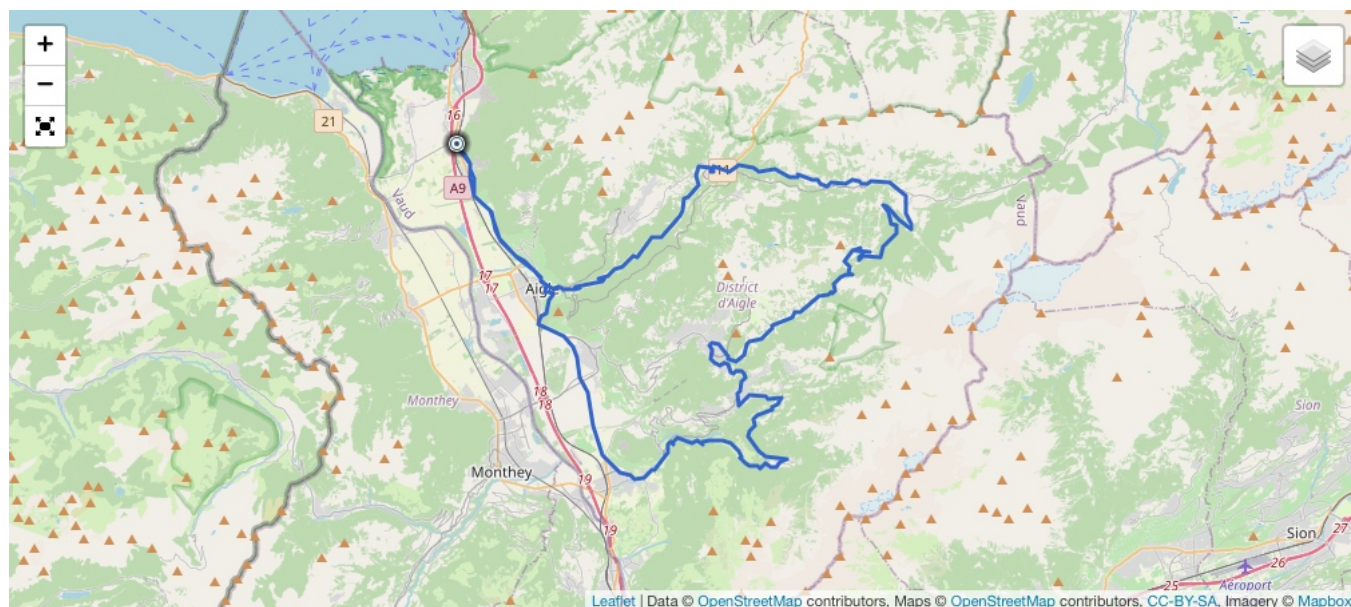 +
−
21
16
A9
Vaud
11
Vaud
17
17
Aigle
District
d'Aigle
18
18
Monthey
Monthey
19
19
Sion
Sion
27
26
25
Aéroport
Leaflet | Data © OpenStreetMap contributors, Maps © OpenStreetMap contributors, CC-BY-SA, Imagery © Mapbox